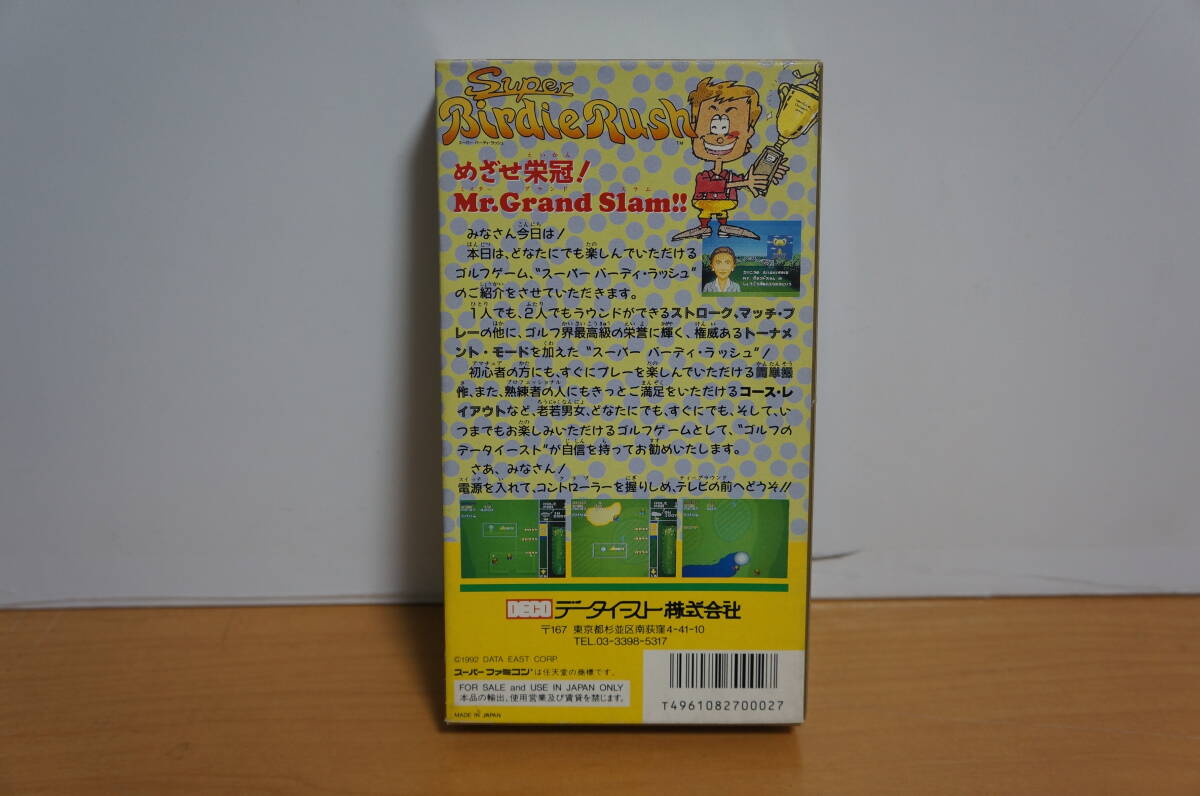 Super
Birdie Rush™
スーパー・バーディ・ラッシュ
めざせ栄冠!
Mr.Grand Slam!!
みなさん今日は!
本日は、どなたにでも楽しんでいただける
ゴルフゲーム、“スーパー バーディ・ラッシュ”
のご紹介をさせていただきます。
1人でも、2人でもラウンドができるストローク、マッチ・プ
レーの他に、ゴルフ界最高級の栄誉に輝く、権威あるトーナメ
ント・モードを加えた“スーパー バーディ・ラッシュ”!
初心者の方にも、すぐにプレーを楽しんでいただける簡単操
作、また、熟練者の人にもきっとご満足をいただけるコース・レ
イアウトなど、老若男女、どなたにでも、すぐにでも、そして、い
つまでもお楽しみいただけるゴルフゲームとして、“ゴルフの
データイースト”が自信を持ってお勧めいたします。
さあ、みなさん!
電源を入れて、コントローラーを握りしめ、テレビの前へどうぞ!!
DECO データイースト株式会社
〒167 東京都杉並区南荻窪4-41-10
TEL.03-3398-5317
©1992 DATA EAST CORP.
スーパーファミコン®は任天堂の商標です。
FOR SALE and USE IN JAPAN ONLY
本品の輸出、使用営業及び賃貸を禁じます。
MADE IN JAPAN
T4961082700027